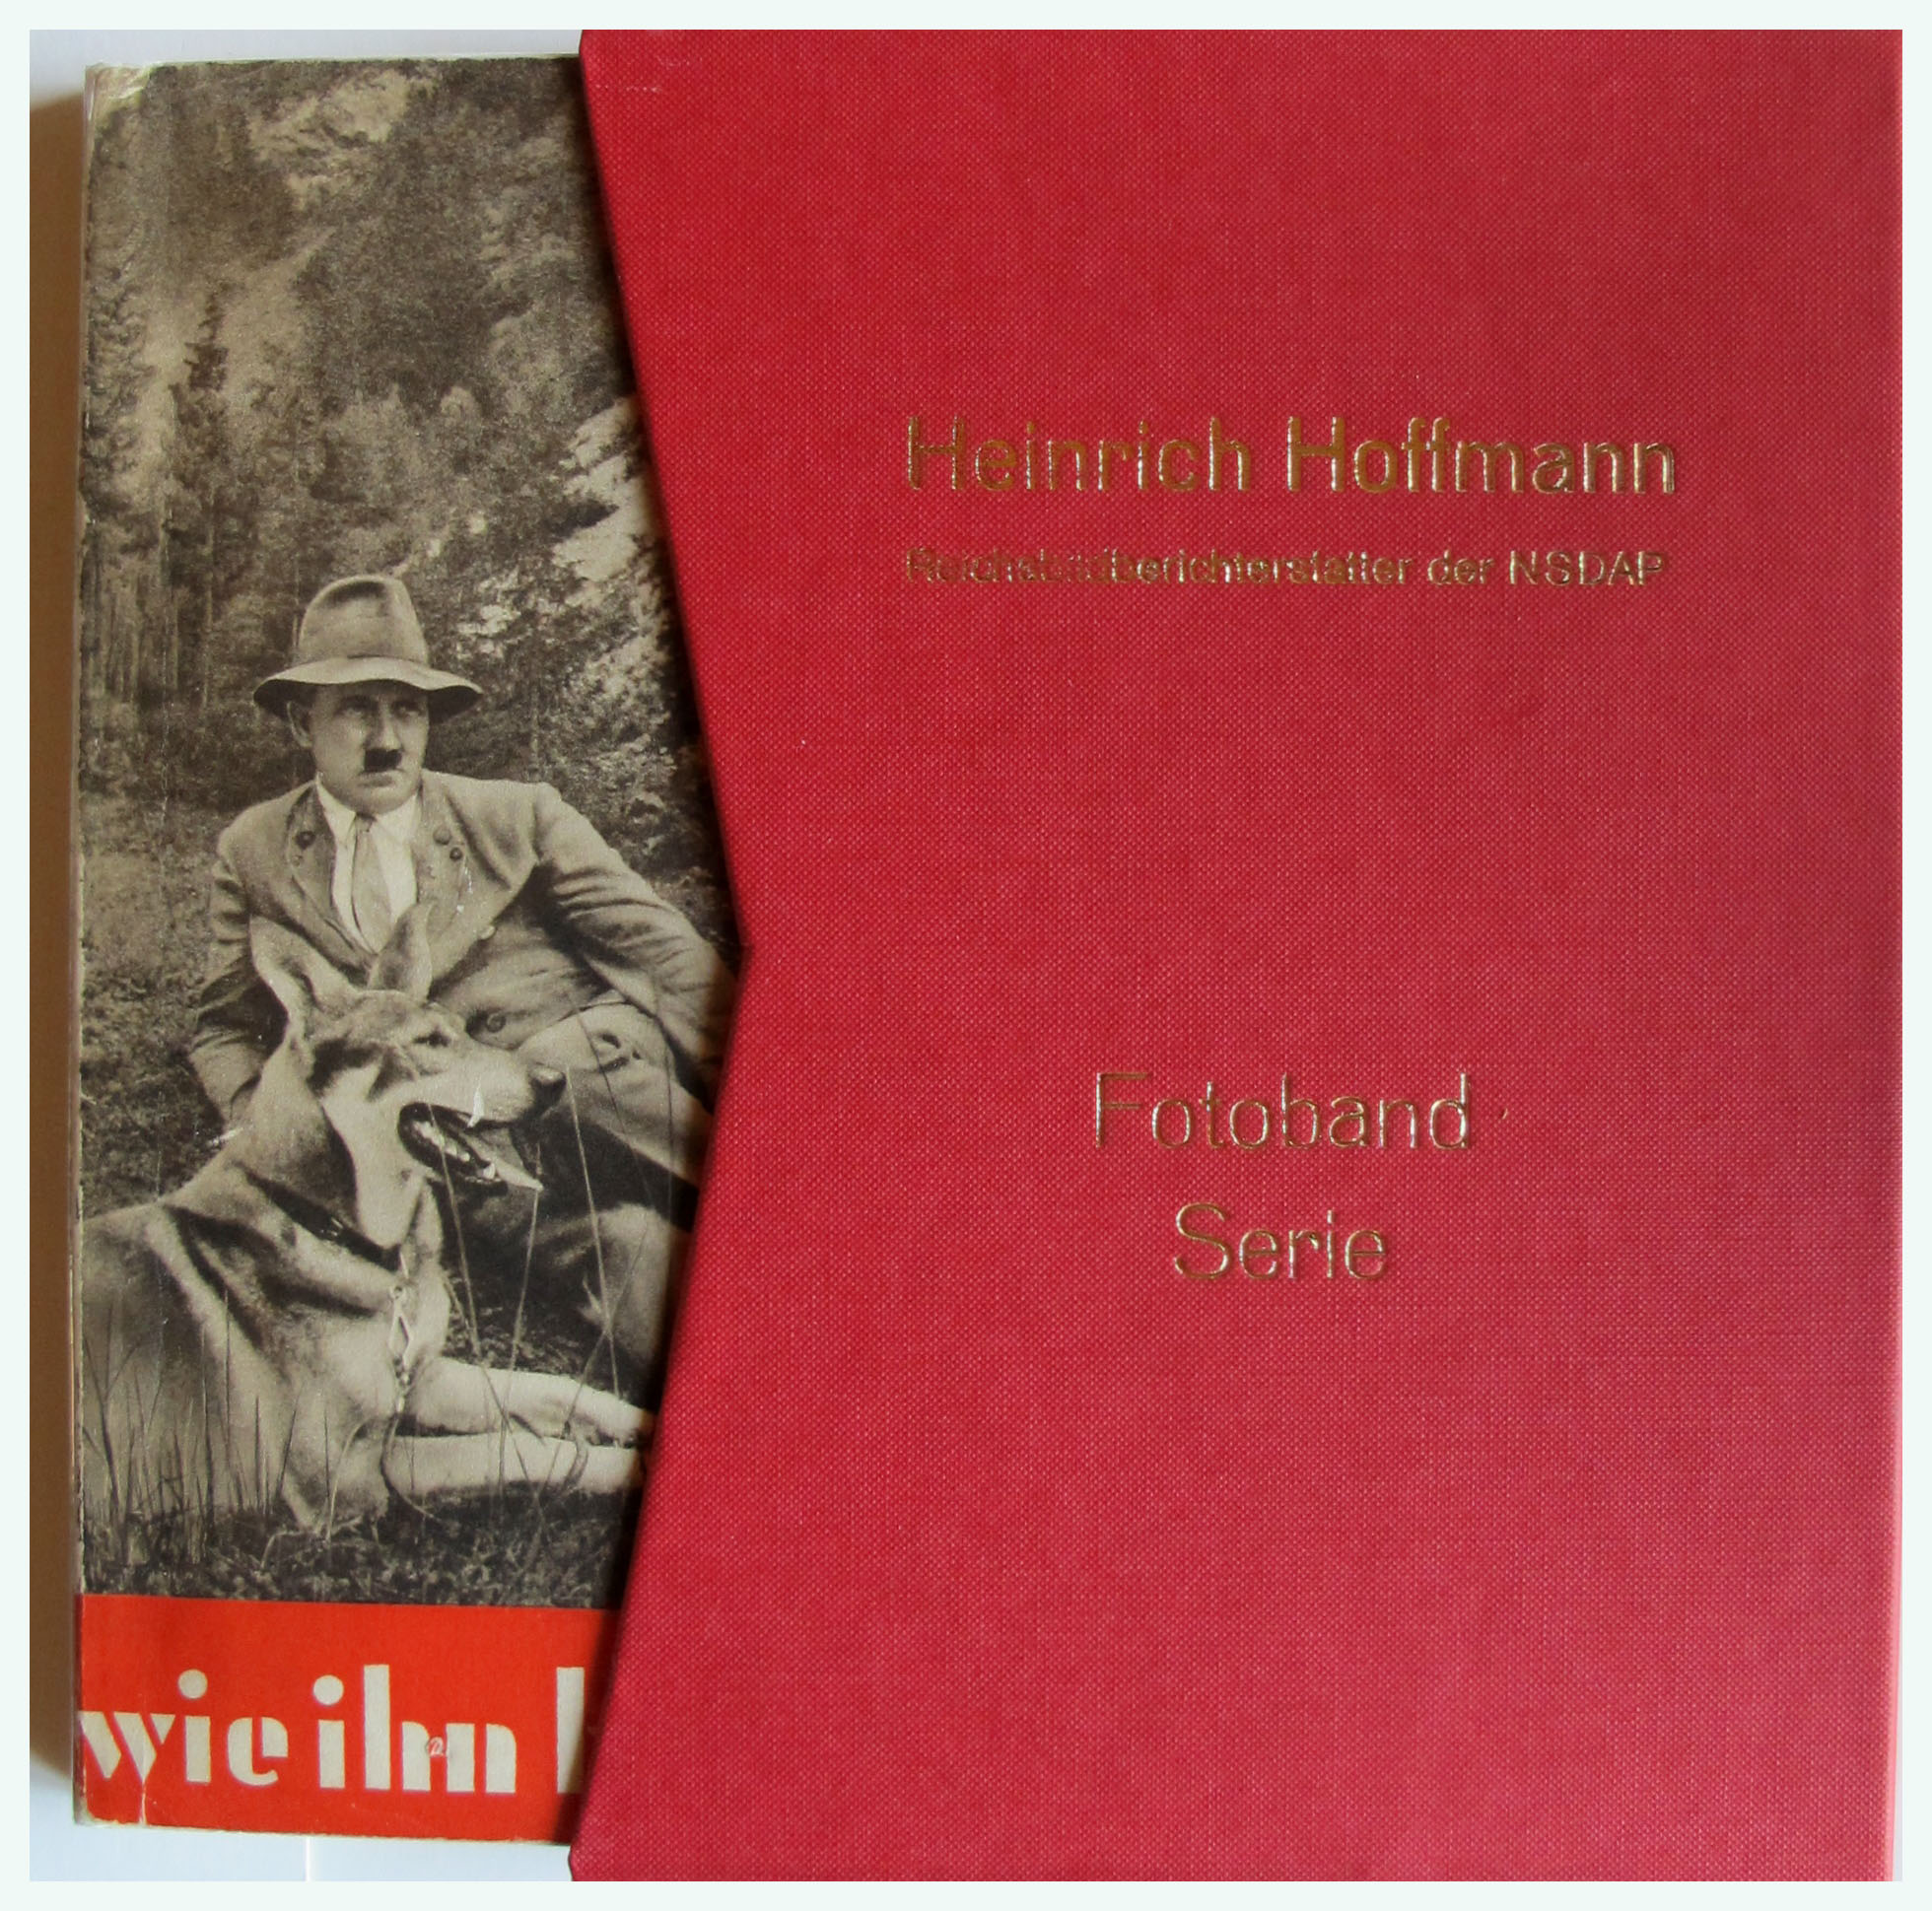 Heinrich Hoffmann
Reichsbildberichterstatter der NSDAP
Fotoband
Serie
wie ihn